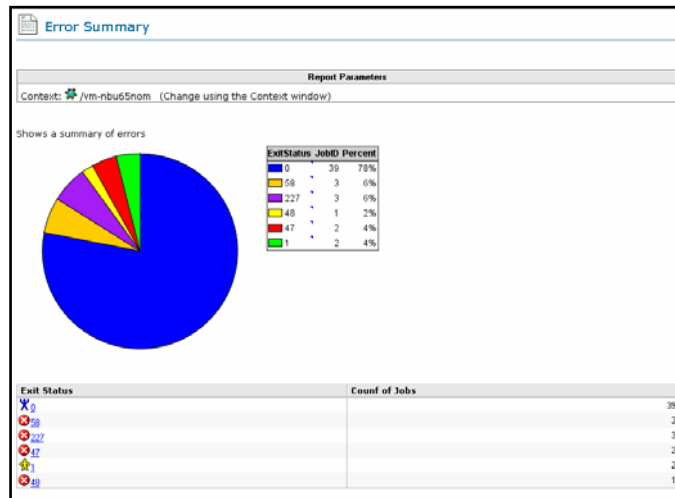 Error Summary
Report Parameters
Context: /vm-nbu65nom (Change using the Context window)
Shows a summary of errors
ExitStatus JobID Percent
0 39 78%
58 3 6%
227 3 6%
48 1 2%
47 2 4%
1 2 4%
Exit Status Count of Jobs
0 39
58
227 3
47 2
1 2
48 1